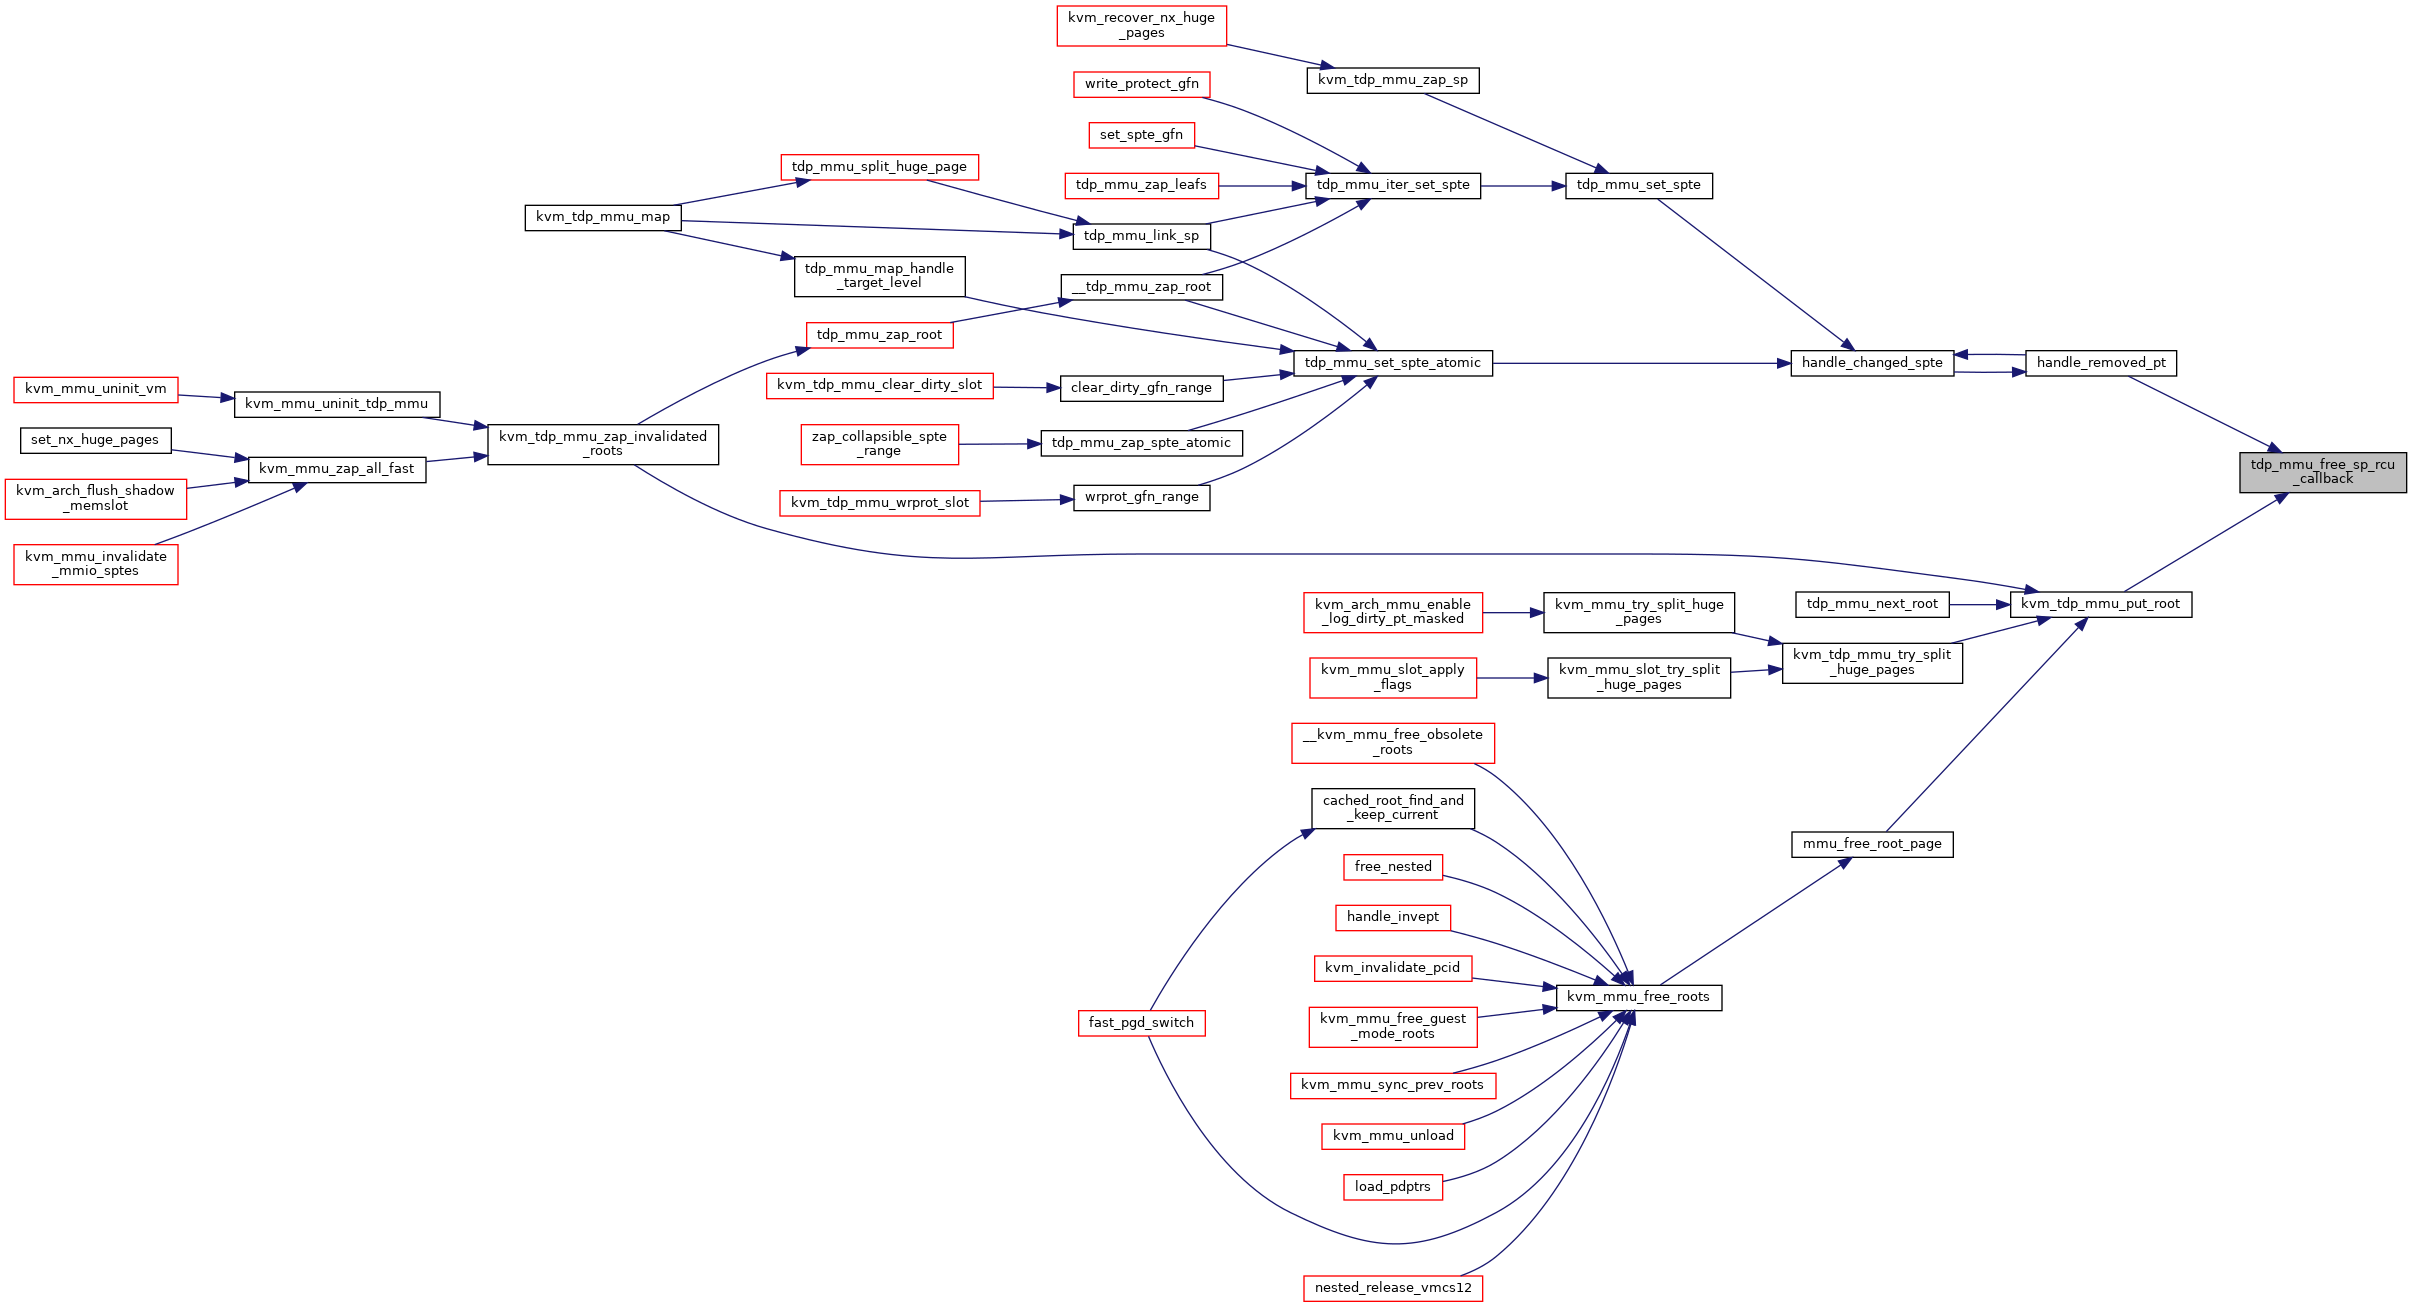 kvm_recover_nx_huge
_pages
kvm_tdp_mmu_zap_sp
write_protect_gfn
set_spte_gfn
tdp_mmu_split_huge_page
tdp_mmu_zap_leafs
tdp_mmu_iter_set_spte
tdp_mmu_set_spte
kvm_tdp_mmu_map
tdp_mmu_link_sp
tdp_mmu_map_handle
_target_level
__tdp_mmu_zap_root
tdp_mmu_zap_root
tdp_mmu_set_spte_atomic
handle_changed_spte
handle_removed_pt
kvm_mmu_uninit_vm
kvm_mmu_uninit_tdp_mmu
kvm_tdp_mmu_clear_dirty_slot
clear_dirty_gfn_range
set_nx_huge_pages
kvm_mmu_zap_all_fast
kvm_tdp_mmu_zap_invalidated
_roots
zap_collapsible_spte
_range
tdp_mmu_zap_spte_atomic
tdp_mmu_free_sp_rcu
_callback
kvm_arch_flush_shadow
_memslot
kvm_tdp_mmu_wrprot_slot
wrprot_gfn_range
kvm_mmu_invalidate
_mmio_sptes
kvm_arch_mmu_enable
_log_dirty_pt_masked
kvm_mmu_try_split_huge
_pages
tdp_mmu_next_root
kvm_tdp_mmu_put_root
kvm_mmu_slot_apply
_flags
kvm_mmu_slot_try_split
_huge_pages
kvm_tdp_mmu_try_split
_huge_pages
__kvm_mmu_free_obsolete
_roots
cached_root_find_and
_keep_current
mmu_free_root_page
free_nested
handle_invept
kvm_invalidate_pcid
kvm_mmu_free_roots
fast_pgd_switch
kvm_mmu_free_guest
_mode_roots
kvm_mmu_sync_prev_roots
kvm_mmu_unload
load_pdptrs
nested_release_vmcs12